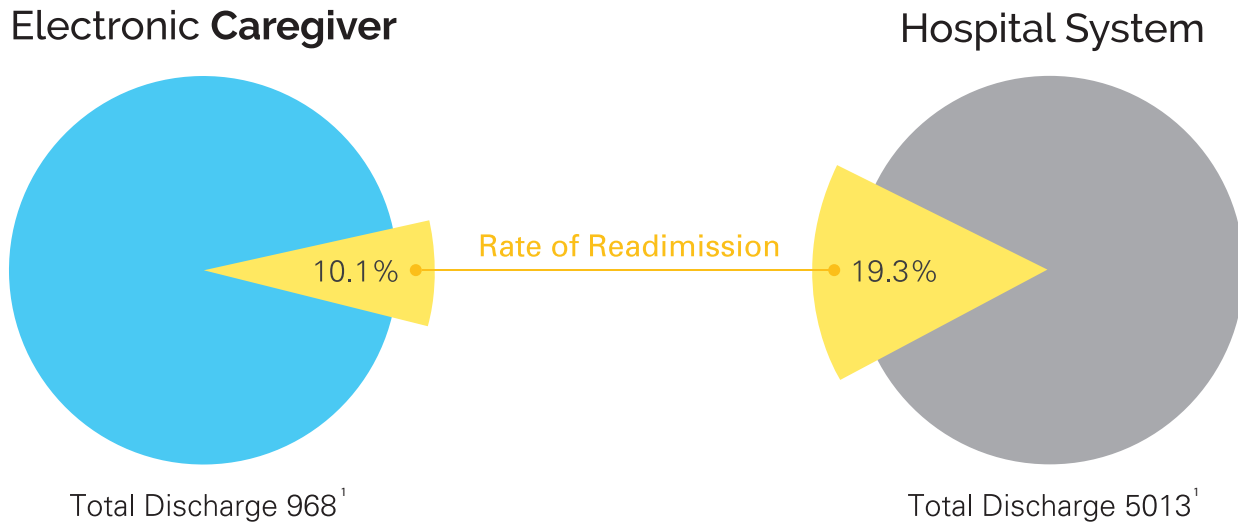 Electronic Caregiver
Hospital System
10.1%
Rate of Readimission
19.3%
Total Discharge 968¹
Total Discharge 5013¹